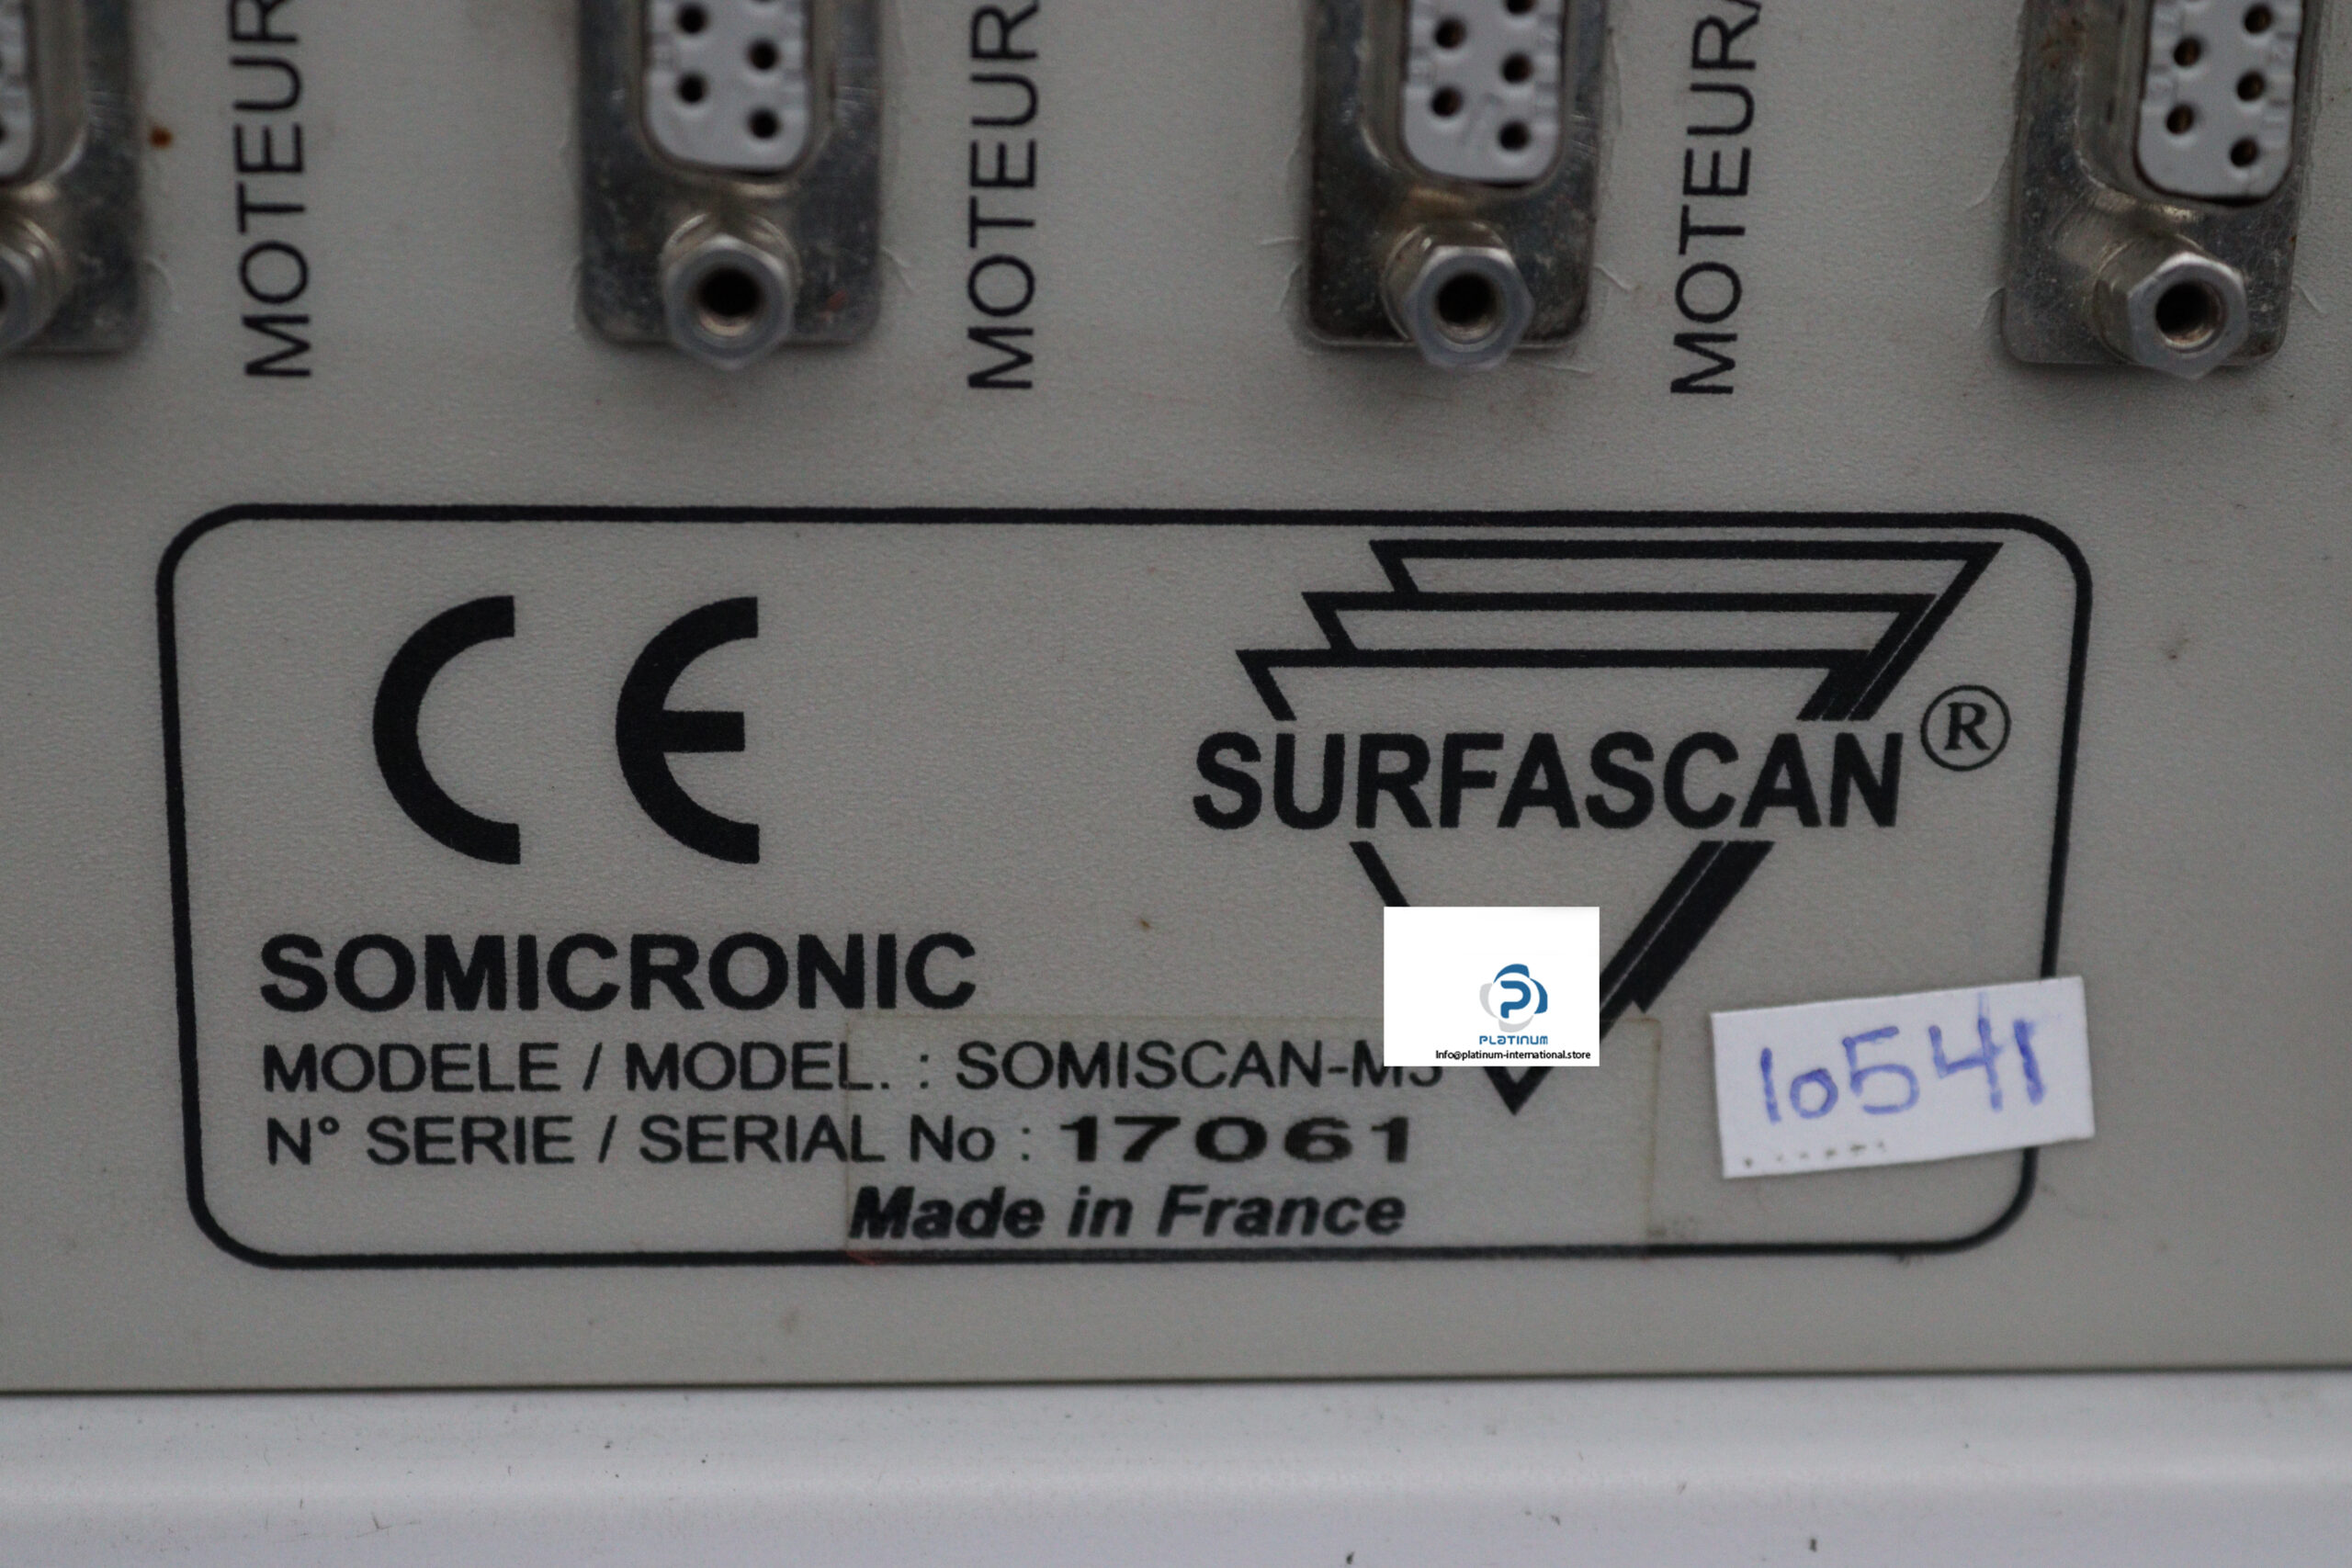 MOTEUR
MOTEUR
MOTEUR
CE
SURFASCAN®
SOMICRONIC
MODELE / MODEL. :
N° SERIE / SERIAL No : 17061
Made in France
PLATINUM
Info@platinum-international.store
10541